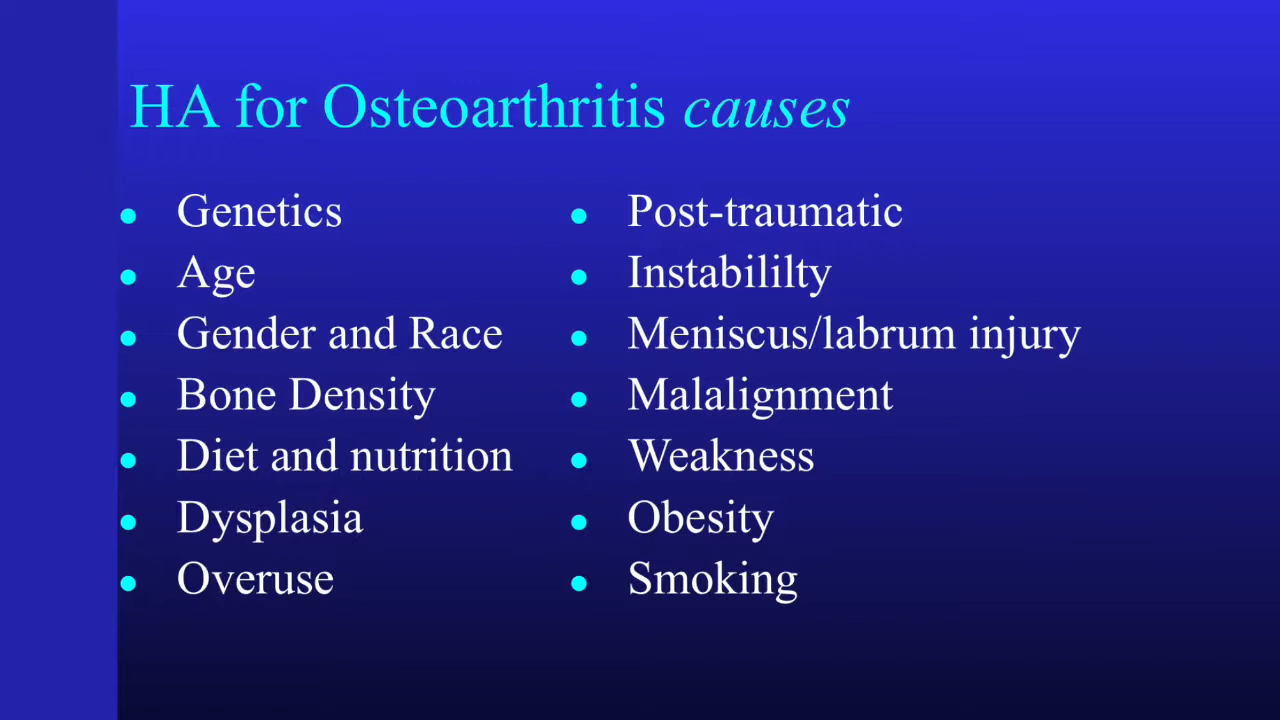 HA for Osteoarthritis causes
Genetics
Age
Gender and Race
Bone Density
Diet and nutrition
Dysplasia
Overuse
Post-traumatic
Instabililty
Meniscus/labrum injury
Malalignment
Weakness
Obesity
Smoking